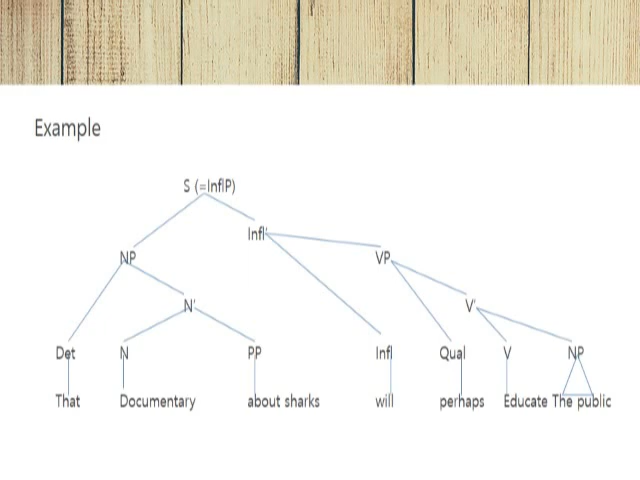 Example
S (=InflP)
Infl'
NP VP
N' V'
Det N PP Infl Qual V NP
That Documentary about sharks will perhaps Educate The public